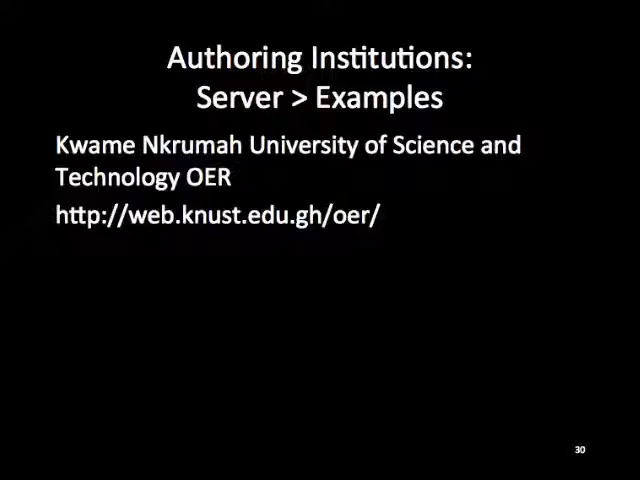 Authoring Institutions:
Server > Examples
Kwame Nkrumah University of Science and
Technology OER
http://web.knust.edu.gh/oer/
30